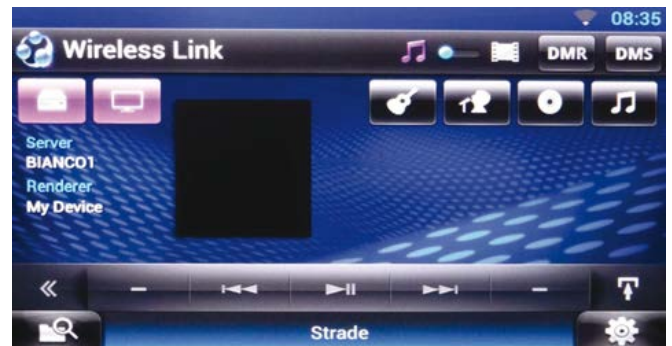 08:35
Wireless Link
DMR
DMS
Server
BIANCO1
Renderer
My Device
Strade